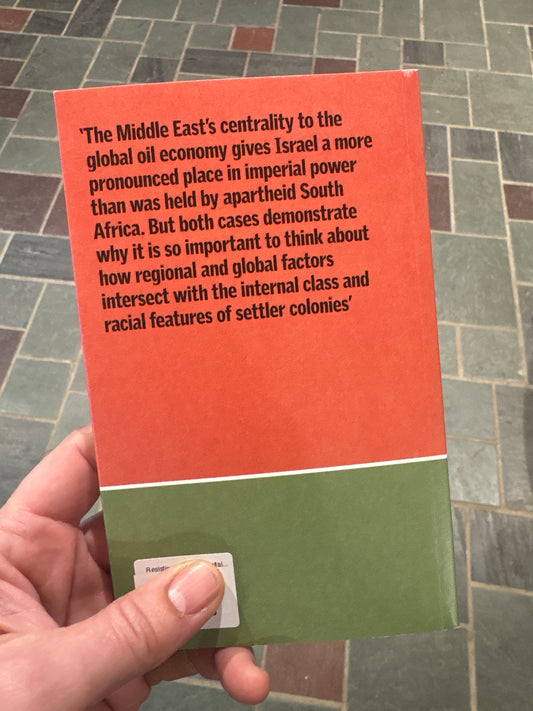 ‘The Middle East’s centrality to the
global oil economy gives Israel a more
pronounced place in imperial power
than was held by apartheid South
Africa. But both cases demonstrate
why it is so important to think about
how regional and global factors
intersect with the internal class and
racial features of settler colonies’